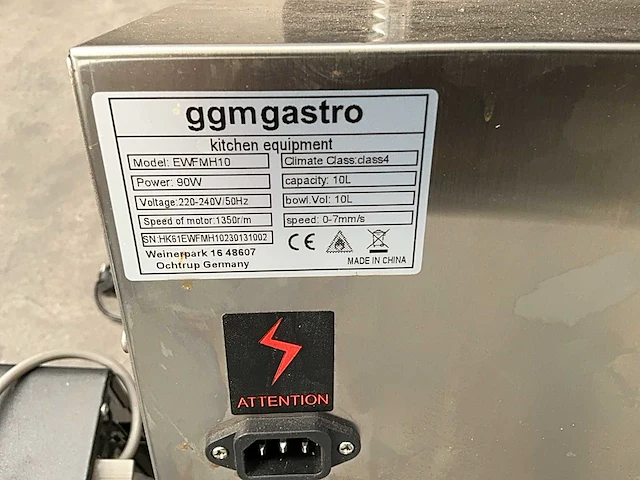 ggmgastro
kitchen equipment
Model: EWFMH10
Climate Class:class4
Power: 90W
capacity: 10L
Voltage:220-240V/50Hz
bowl.Vol: 10L
Speed of motor:1350r/m
speed: 0-7mm/s
SN:HK61EWFMH10230131002
CE
Weinerpark 16 48607
Ochtrup Germany
MADE IN CHINA
ATTENTION